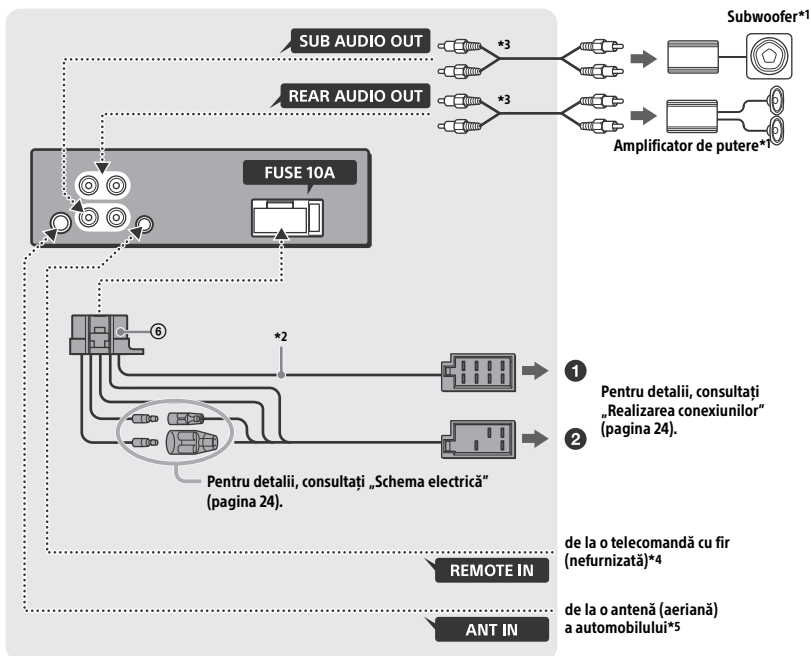 Subwoofer*1
SUB AUDIO OUT
*3
REAR AUDIO OUT
*3
Amplificator de putere*1
FUSE 10A
⑥
*2
❶
❷
Pentru detalii, consultați
„Realizarea conexiunilor”
(pagina 24).
Pentru detalii, consultați „Schema electrică”
(pagina 24).
de la o telecomandă cu fir
(nefurnizată)*4
REMOTE IN
de la o antenă (aeriană)
a automobilului*5
ANT IN